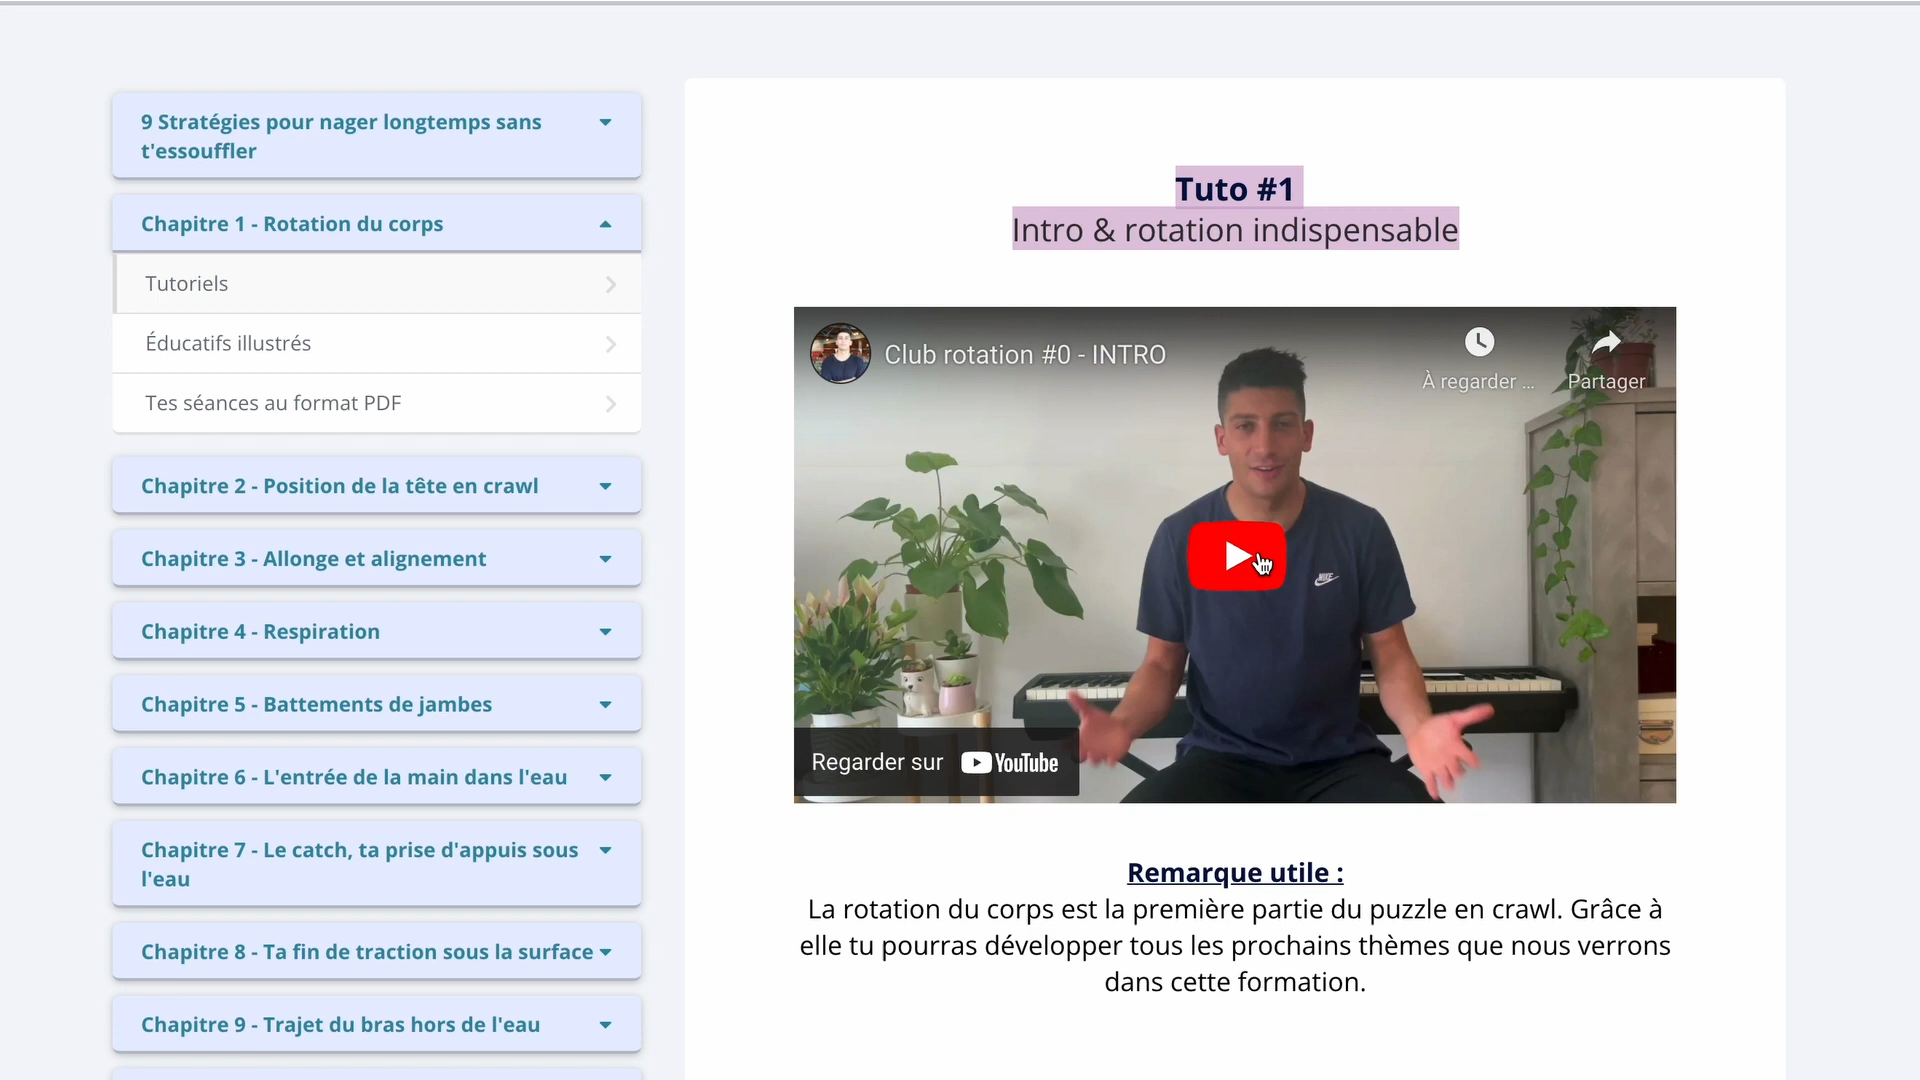 9 Stratégies pour nager longtemps sans
t'essouffler
Chapitre 1 - Rotation du corps
Tutoriels
Éducatifs illustrés
Tes séances au format PDF
Chapitre 2 - Position de la tête en crawl
Chapitre 3 - Allonge et alignement
Chapitre 4 - Respiration
Chapitre 5 - Battements de jambes
Chapitre 6 - L'entrée de la main dans l'eau
Chapitre 7 - Le catch, ta prise d'appuis sous
l'eau
Chapitre 8 - Ta fin de traction sous la surface
Chapitre 9 - Trajet du bras hors de l'eau
Tuto #1
Intro & rotation indispensable
Club rotation #0 - INTRO
À regarder ...
Partager
NIKE
Regarder sur YouTube
Remarque utile :
La rotation du corps est la première partie du puzzle en crawl. Grâce à
elle tu pourras développer tous les prochains thèmes que nous verrons
dans cette formation.